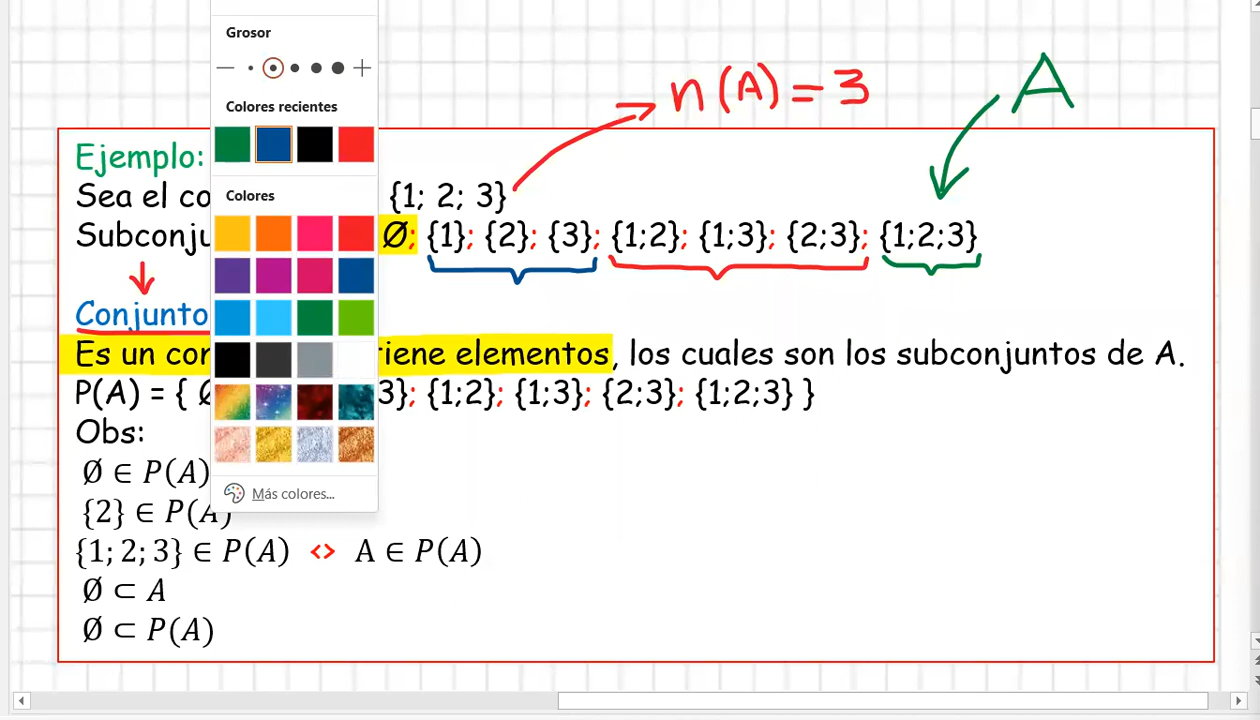 Grosor
Colores recientes
Colores
Más colores...
n(A) = 3
A
Ejemplo:
Sea el co {1; 2; 3}
Subconju Ø; {1}; {2}; {3}; {1;2}; {1;3}; {2;3}; {1;2;3}
Conjunto
Es un con tiene elementos, los cuales son los subconjuntos de A.
P(A) = { Ø 3}; {1;2}; {1;3}; {2;3}; {1;2;3} }
Obs:
Ø ∈ P(A)
{2} ∈ P(A)
{1; 2; 3} ∈ P(A) <> A ∈ P(A)
Ø ⊂ A
Ø ⊂ P(A)